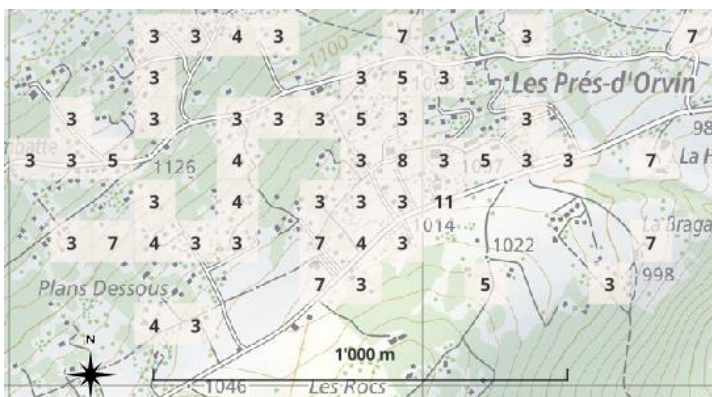 3 3 4 3 7 3 7
1100
3 3 5 3
Les Prés-d'Orvin
3 3 3 3 3 5 3 3
98
3 3 5 4 3 8 3 5 3 3 7
La H
1126
3 4 3 3 3 11
1014
La Braga
3 7 4 3 3 7 4 3 7
1022
998
Plans Dessous
7 3 5 3
4 3
N
1'000 m
1046
Les Rocs